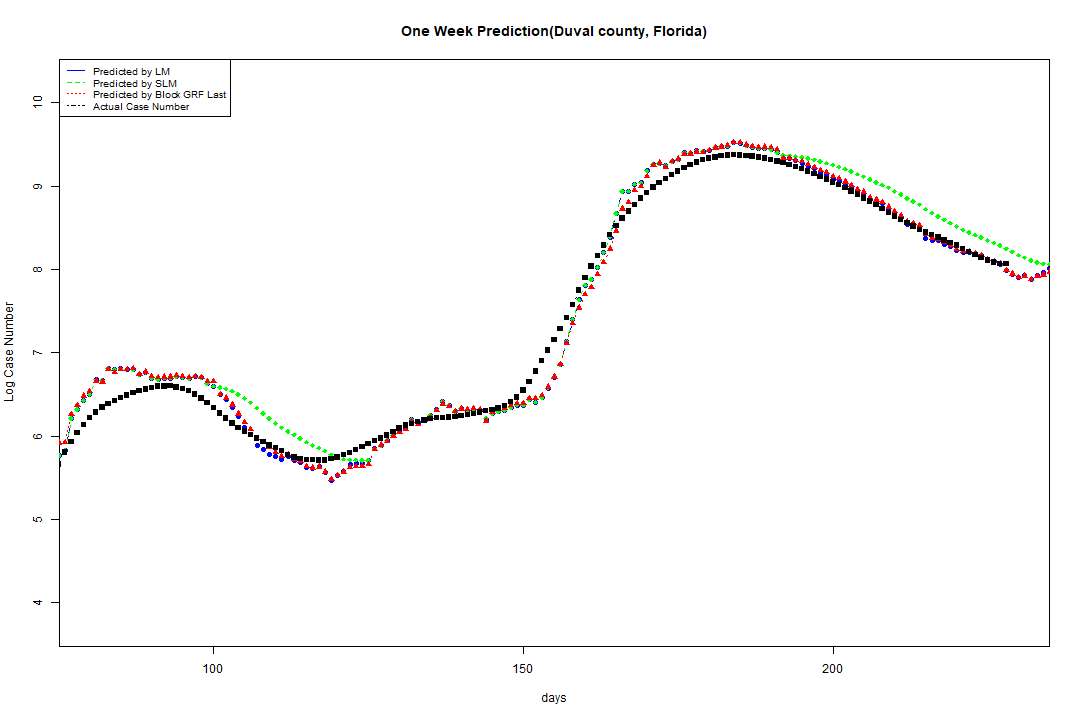 One Week Prediction(Duval county, Florida)
Predicted by LM
Predicted by SLM
Predicted by Block GRF Last
Actual Case Number
10
9
8
7
6
5
4
Log Case Number
100
150
200
days